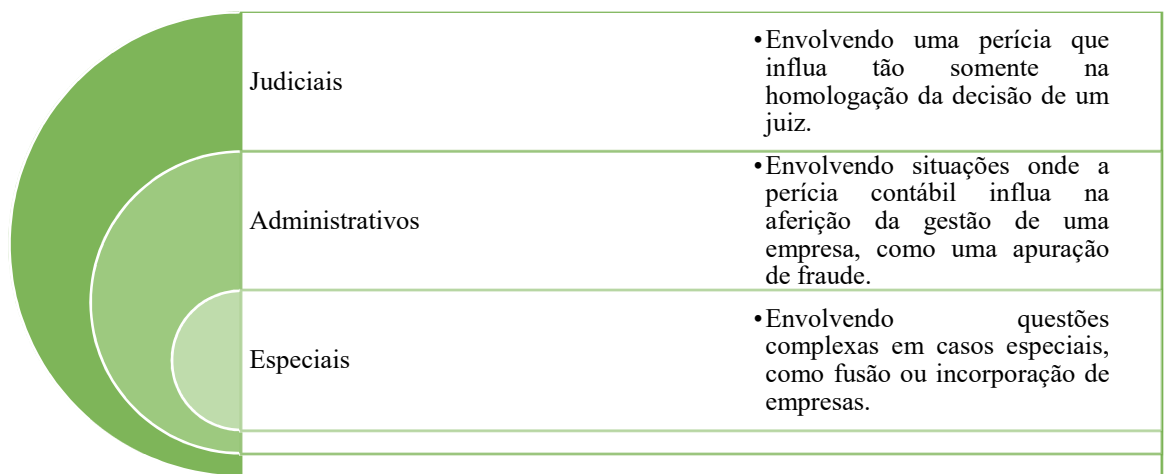 Judiciais
•Envolvendo uma perícia que
influa tão somente na
homologação da decisão de um
juiz.
Administrativos
•Envolvendo situações onde a
perícia contábil influa na
aferição da gestão de uma
empresa, como uma apuração
de fraude.
Especiais
•Envolvendo questões
complexas em casos especiais,
como fusão ou incorporação de
empresas.